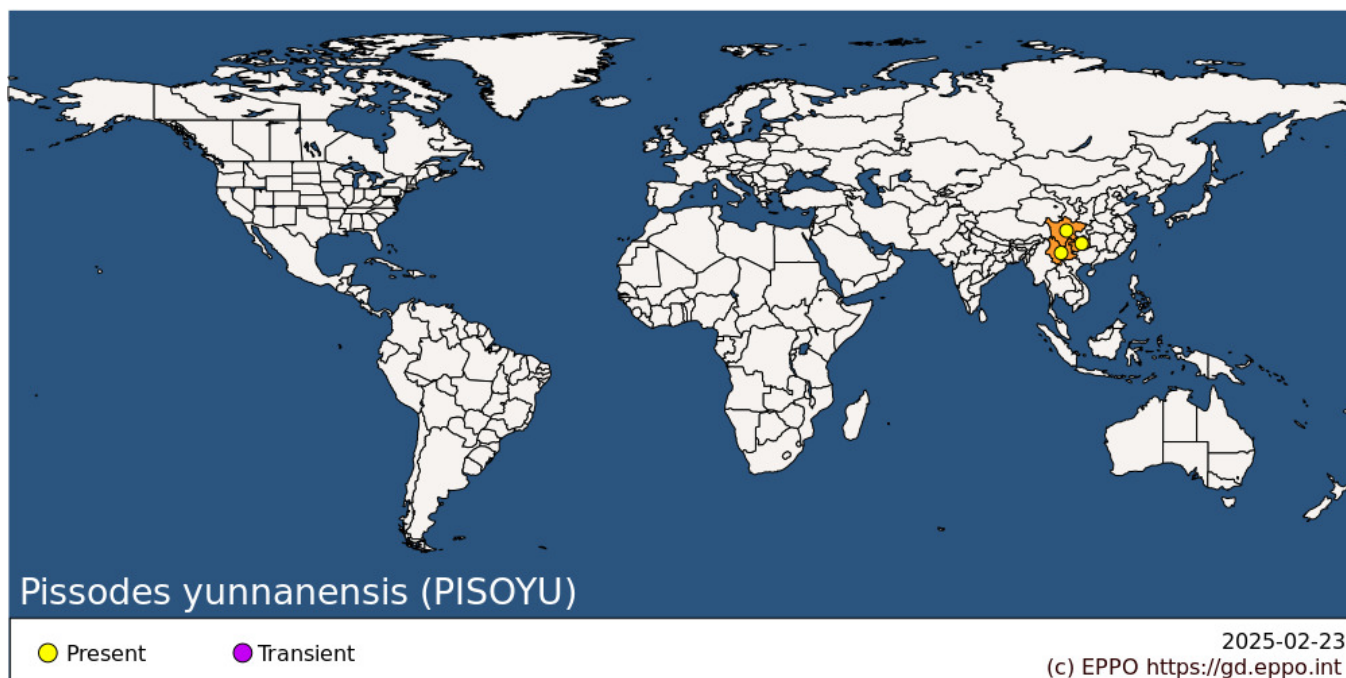 Pissodes yunnanensis (PISOYU)
Present
Transient
2025-02-23
(c) EPPO https://gd.eppo.int